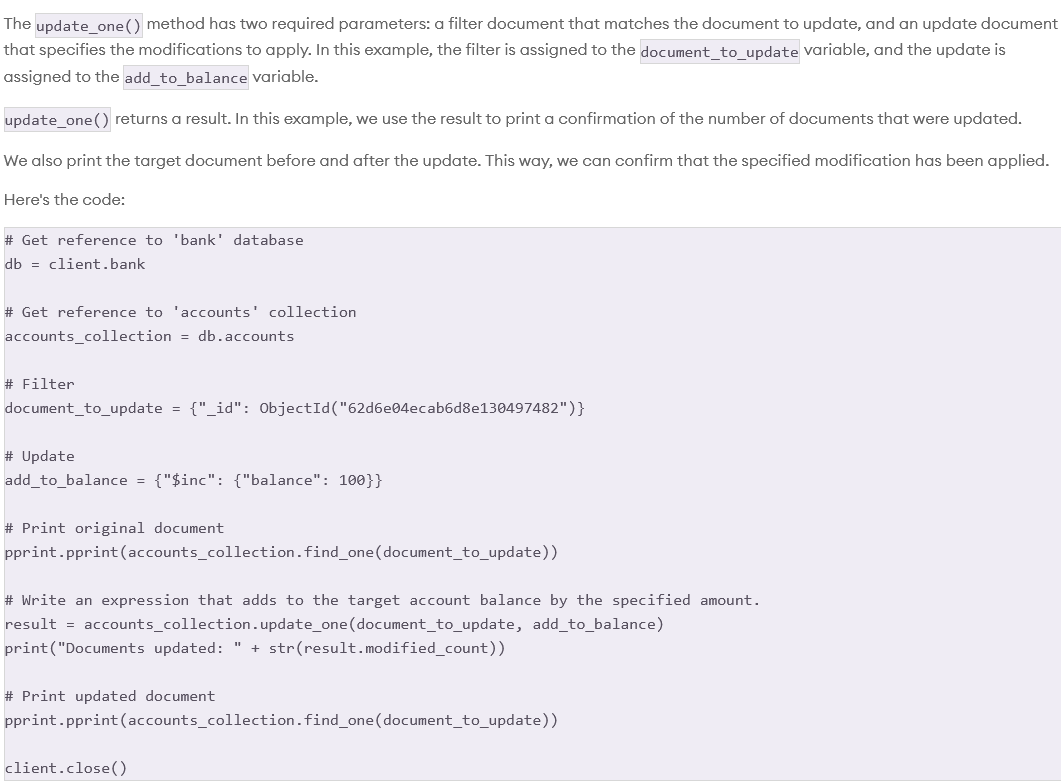 The update_one() method has two required parameters: a filter document that matches the document to update, and an update document
that specifies the modifications to apply. In this example, the filter is assigned to the document_to_update variable, and the update is
assigned to the add_to_balance variable.
update_one() returns a result. In this example, we use the result to print a confirmation of the number of documents that were updated.
We also print the target document before and after the update. This way, we can confirm that the specified modification has been applied.
Here's the code:
# Get reference to 'bank' database
db = client.bank
# Get reference to 'accounts' collection
accounts_collection = db.accounts
# Filter
document_to_update = {"_id": ObjectId("62d6e04ecab6d8e130497482")}
# Update
add_to_balance = {"$inc": {"balance": 100}}
# Print original document
pprint.pprint(accounts_collection.find_one(document_to_update))
# Write an expression that adds to the target account balance by the specified amount.
result = accounts_collection.update_one(document_to_update, add_to_balance)
print("Documents updated: " + str(result.modified_count))
# Print updated document
pprint.pprint(accounts_collection.find_one(document_to_update))
client.close()